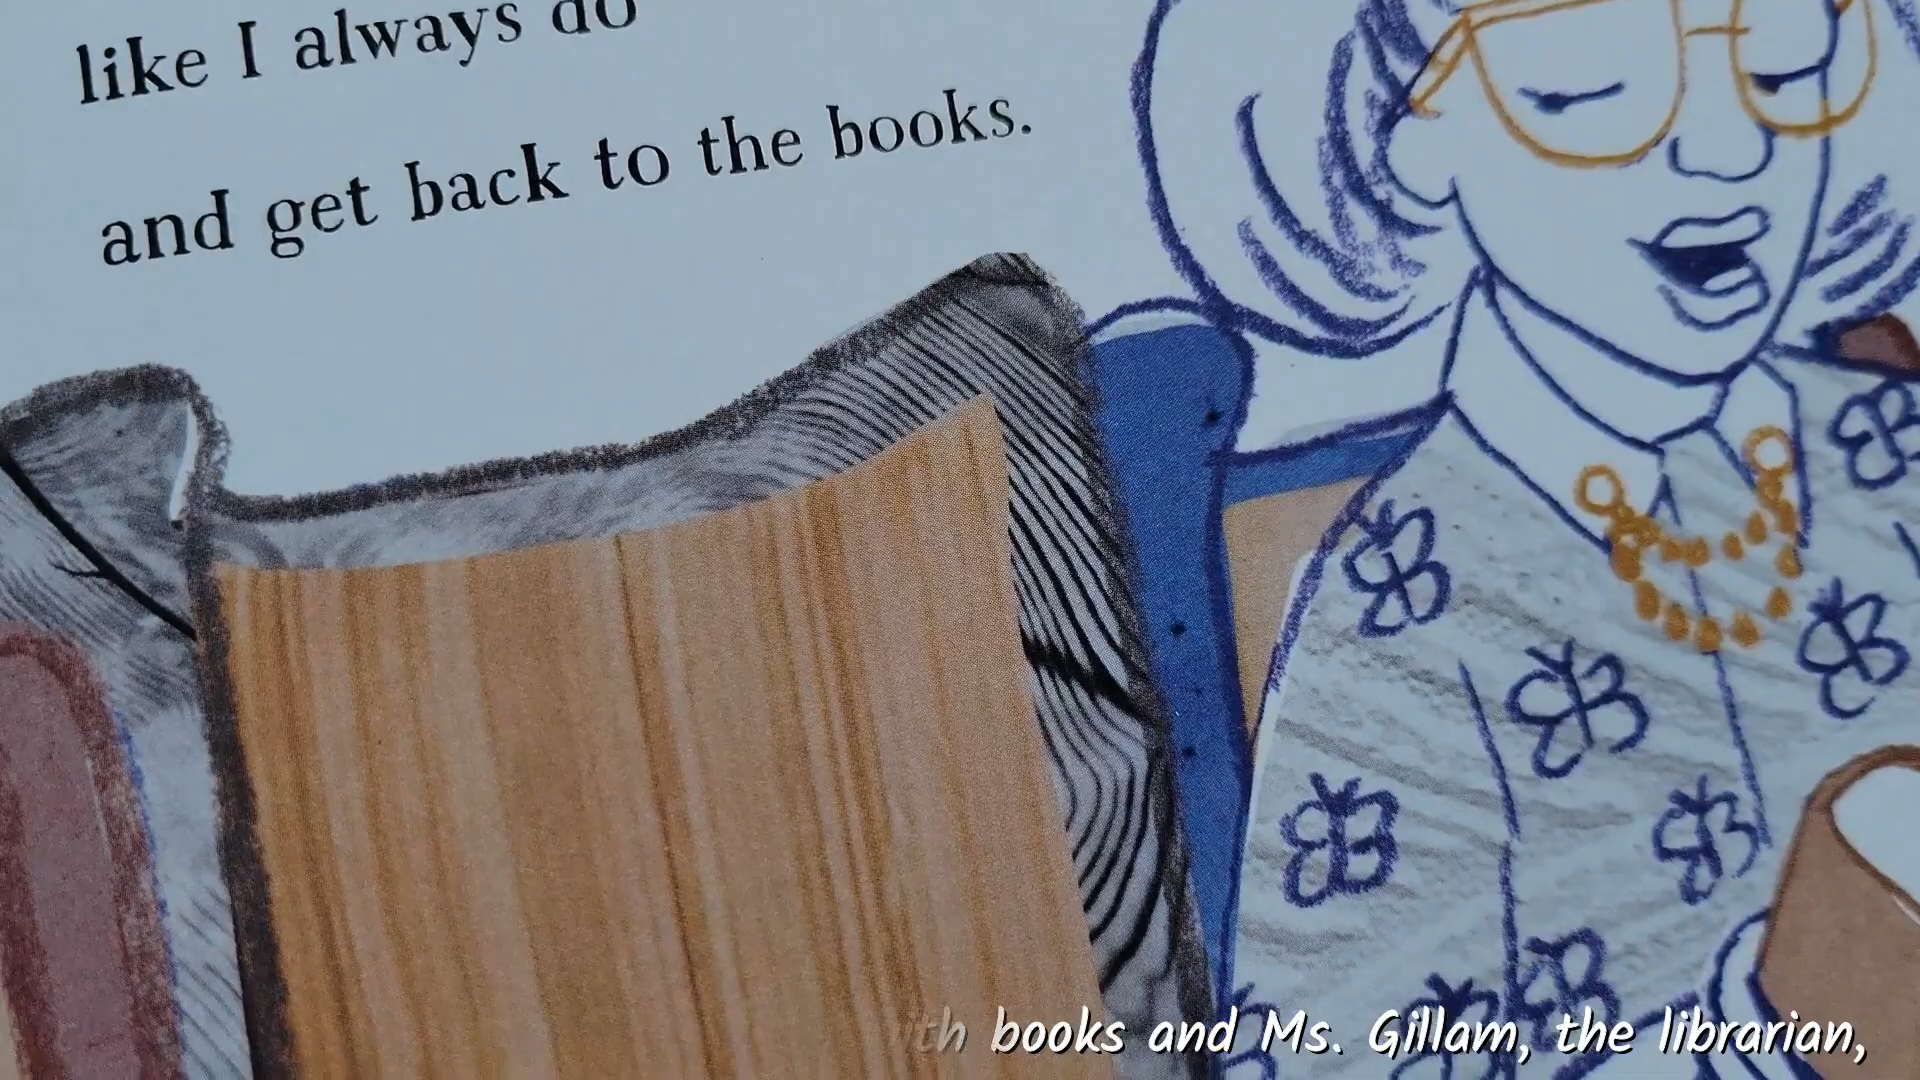 like I always do
and get back to the books.
books and Ms. Gillam, the librarian,